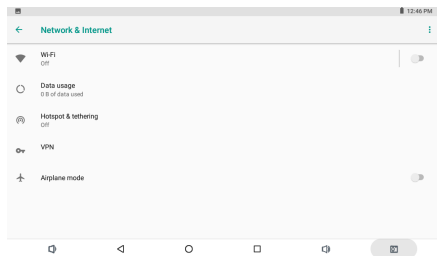 12:46 PM
Network & Internet
Wi-Fi
Off
Data usage
0 B of data used
Hotspot & tethering
Off
VPN
Airplane mode